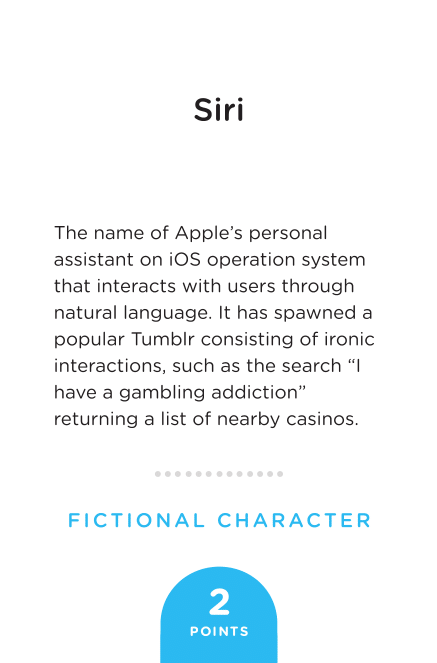 Siri
The name of Apple’s personal
assistant on iOS operation system
that interacts with users through
natural language. It has spawned a
popular Tumblr consisting of ironic
interactions, such as the search “I
have a gambling addiction”
returning a list of nearby casinos.
FICTIONAL CHARACTER
2
POINTS